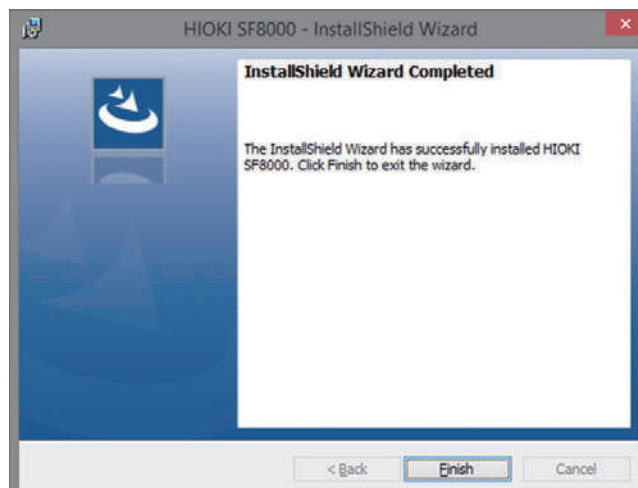 HIOKI SF8000 - InstallShield Wizard
InstallShield Wizard Completed
The InstallShield Wizard has successfully installed HIOKI
SF8000. Click Finish to exit the wizard.
< Back Finish Cancel